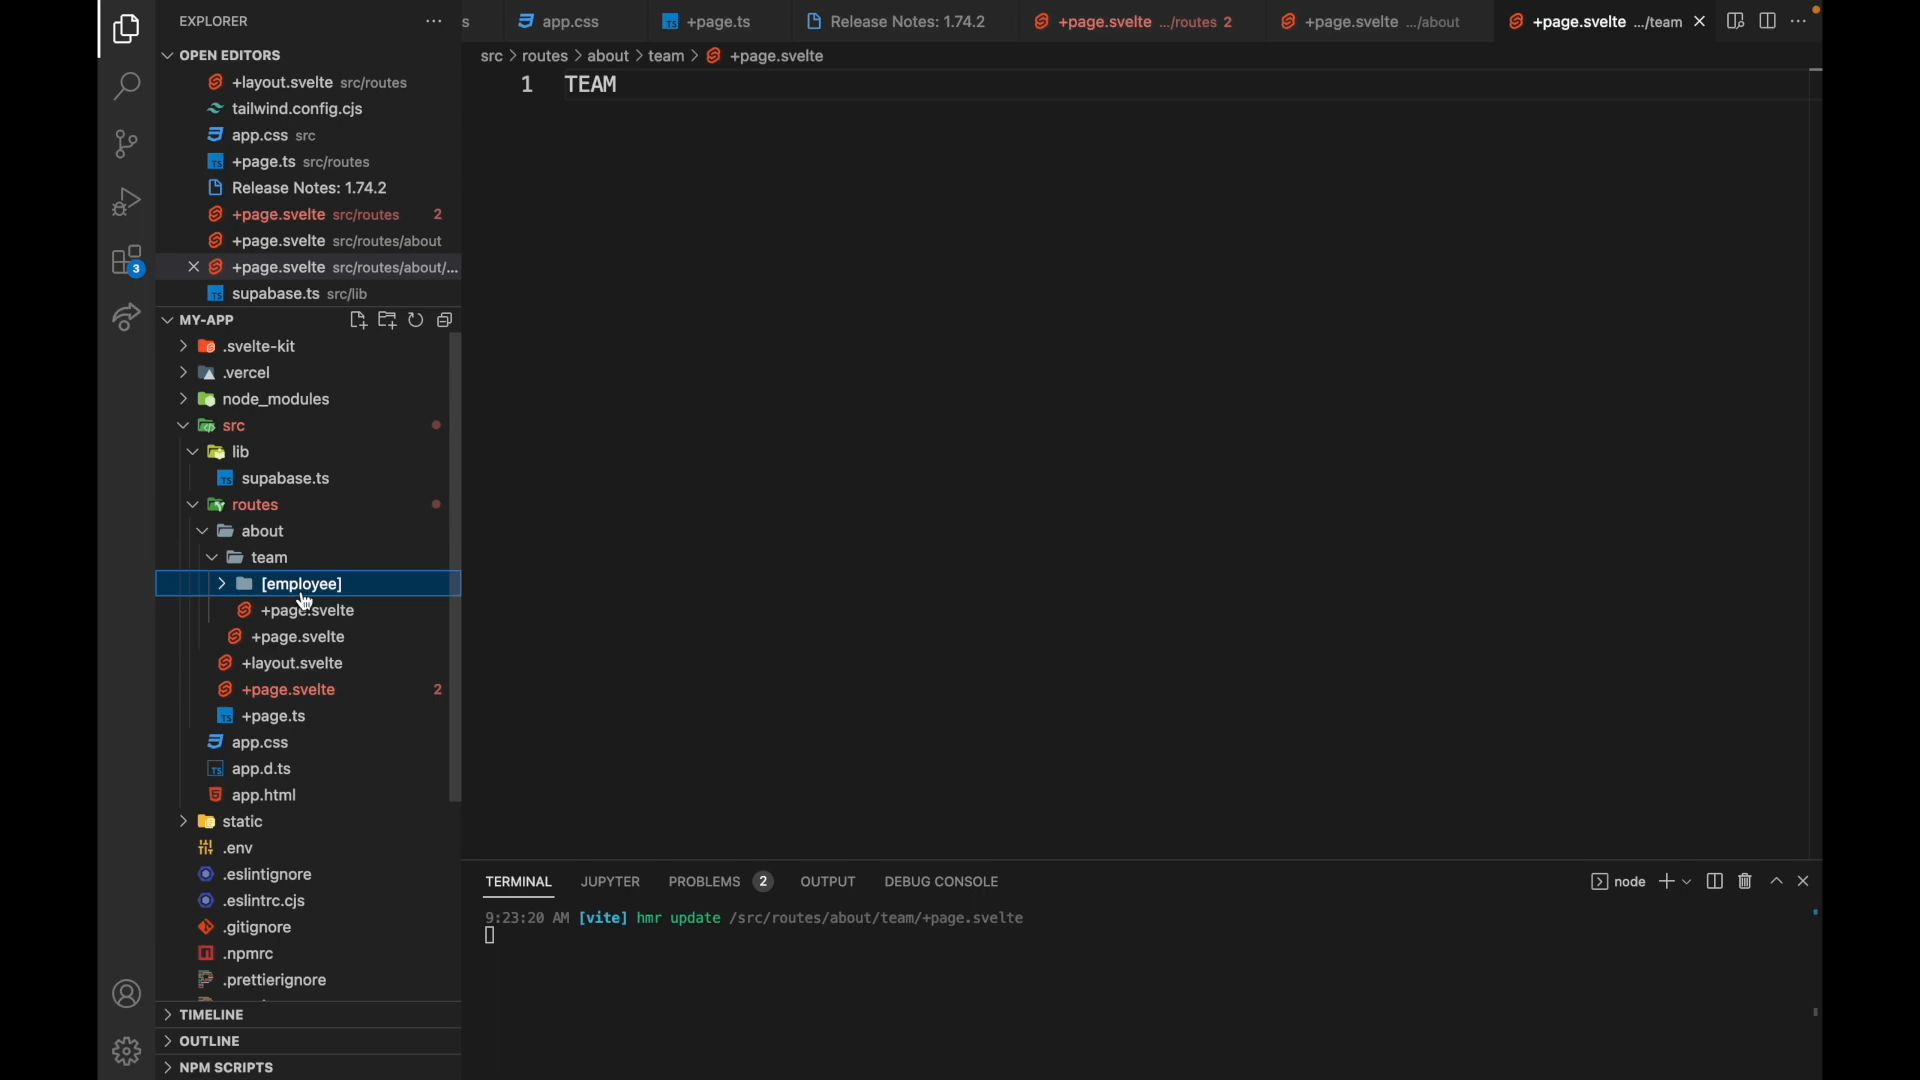 EXPLORER
OPEN EDITORS
+layout.svelte src/routes
tailwind.config.cjs
app.css src
+page.ts src/routes
Release Notes: 1.74.2
+page.svelte src/routes 2
+page.svelte src/routes/about
+page.svelte src/routes/about/...
supabase.ts src/lib
MY-APP
.svelte-kit
.vercel
node_modules
src
lib
supabase.ts
routes
about
team
[employee]
+page.svelte
+page.svelte
+layout.svelte
+page.svelte 2
+page.ts
app.css
app.d.ts
app.html
static
.env
.eslintignore
.eslintrc.cjs
.gitignore
.npmrc
.prettierignore
TIMELINE
OUTLINE
NPM SCRIPTS
3
s app.css +page.ts Release Notes: 1.74.2 +page.svelte .../routes 2 +page.svelte .../about +page.svelte .../team
src > routes > about > team > +page.svelte
1 TEAM
TERMINAL JUPYTER PROBLEMS 2 OUTPUT DEBUG CONSOLE node
9:23:20 AM [vite] hmr update /src/routes/about/team/+page.svelte